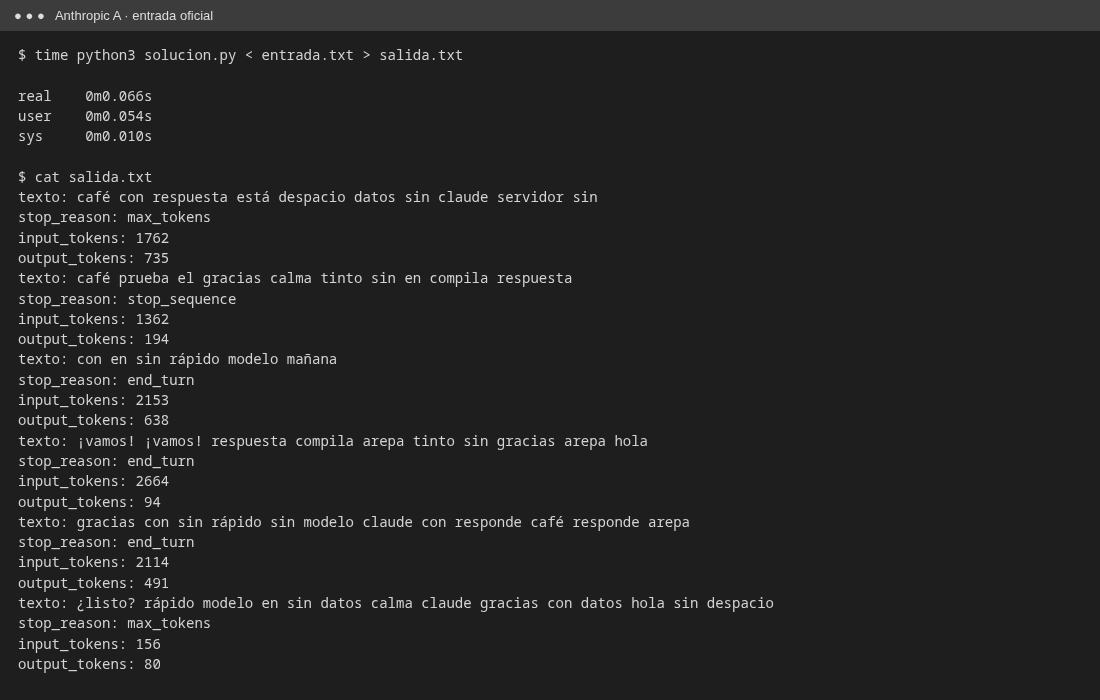 ● ● ● Anthropic A · entrada oficial
$ time python3 solucion.py < entrada.txt > salida.txt
real    0m0.066s
user    0m0.054s
sys     0m0.010s
$ cat salida.txt
texto: café con respuesta está despacio datos sin claude servidor sin
stop_reason: max_tokens
input_tokens: 1762
output_tokens: 735
texto: café prueba el gracias calma tinto sin en compila respuesta
stop_reason: stop_sequence
input_tokens: 1362
output_tokens: 194
texto: con en sin rápido modelo mañana
stop_reason: end_turn
input_tokens: 2153
output_tokens: 638
texto: ¡vamos! ¡vamos! respuesta compila arepa tinto sin gracias arepa hola
stop_reason: end_turn
input_tokens: 2664
output_tokens: 94
texto: gracias con sin rápido sin modelo claude con responde café responde arepa
stop_reason: end_turn
input_tokens: 2114
output_tokens: 491
texto: ¿listo? rápido modelo en sin datos calma claude gracias con datos hola sin despacio
stop_reason: max_tokens
input_tokens: 156
output_tokens: 80